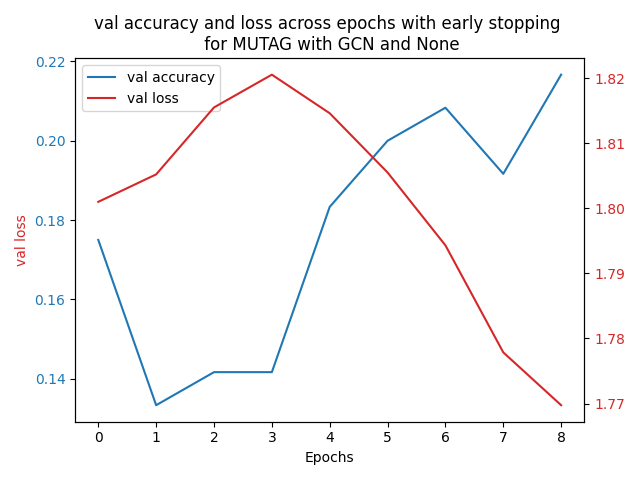 val accuracy and loss across epochs with early stopping
for MUTAG with GCN and None
val accuracy
val loss
0.22
0.20
0.18
0.16
0.14
val loss
1.82
1.81
1.80
1.79
1.78
1.77
0 1 2 3 4 5 6 7 8
Epochs